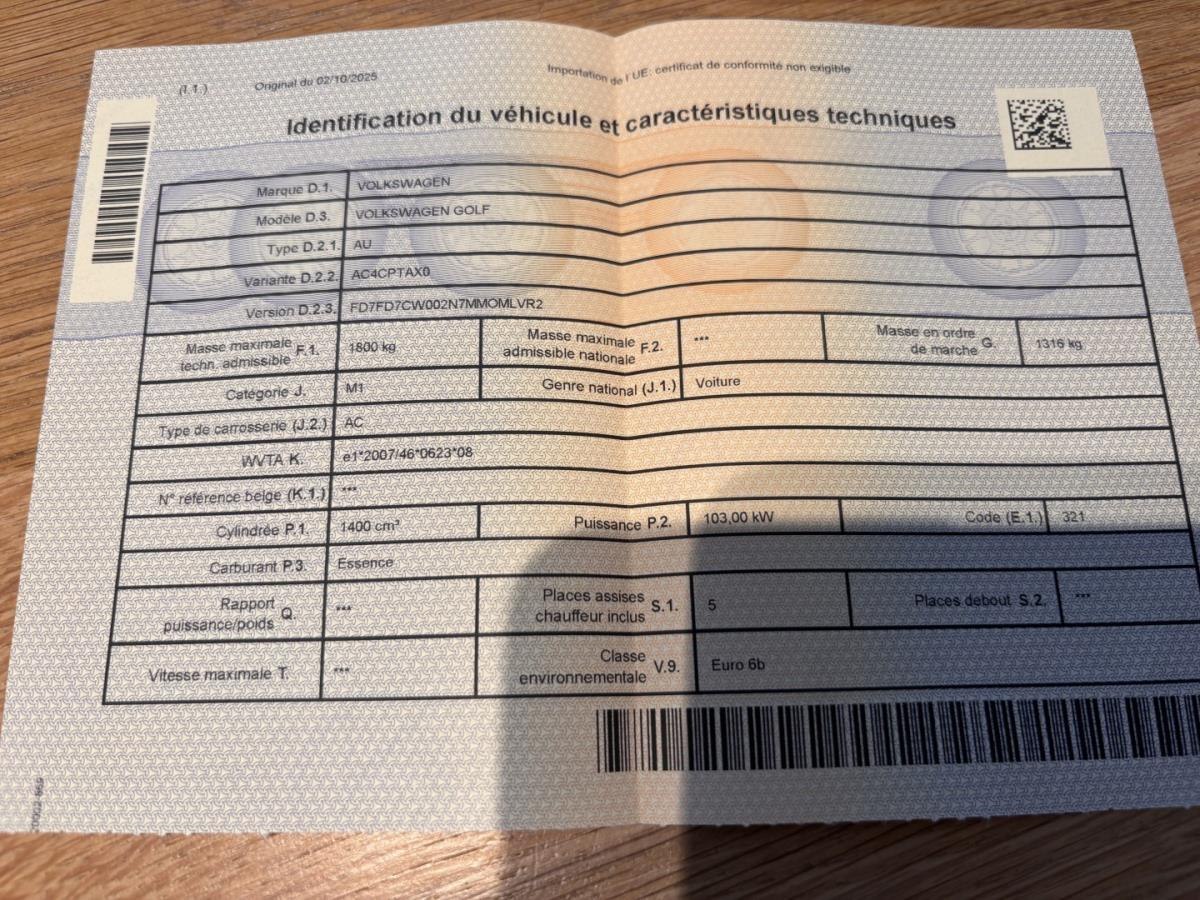 (I.1.) Original du 02/10/2025 Importation de l'UE: certificat de conformité non exigible
Identification du véhicule et caractéristiques techniques
Marque D.1. VOLKSWAGEN
Modèle D.3. VOLKSWAGEN GOLF
Type D.2.1. AU
Variante D.2.2. AC4CPTAX0
Version D.2.3. FD7FD7CW002N7MMOMLVR2
Masse maximale techn. admissible F.1. 1800 kg Masse maximale admissible nationale F.2. *** Masse en ordre de marche G. 1316 kg
Catégorie J. M1 Genre national (J.1.) Voiture
Type de carrosserie (J.2.) AC
WVTA K. e1*2007/46*0623*08
N° référence belge (K.1.) ***
Cylindrée P.1. 1400 cm³ Puissance P.2. 103,00 kW Code (E.1.) 321
Carburant P.3. Essence
Rapport puissance/poids Q. *** Places assises chauffeur inclus S.1. 5 Places debout S.2. ***
Vitesse maximale T. *** Classe environnementale V.9. Euro 6b